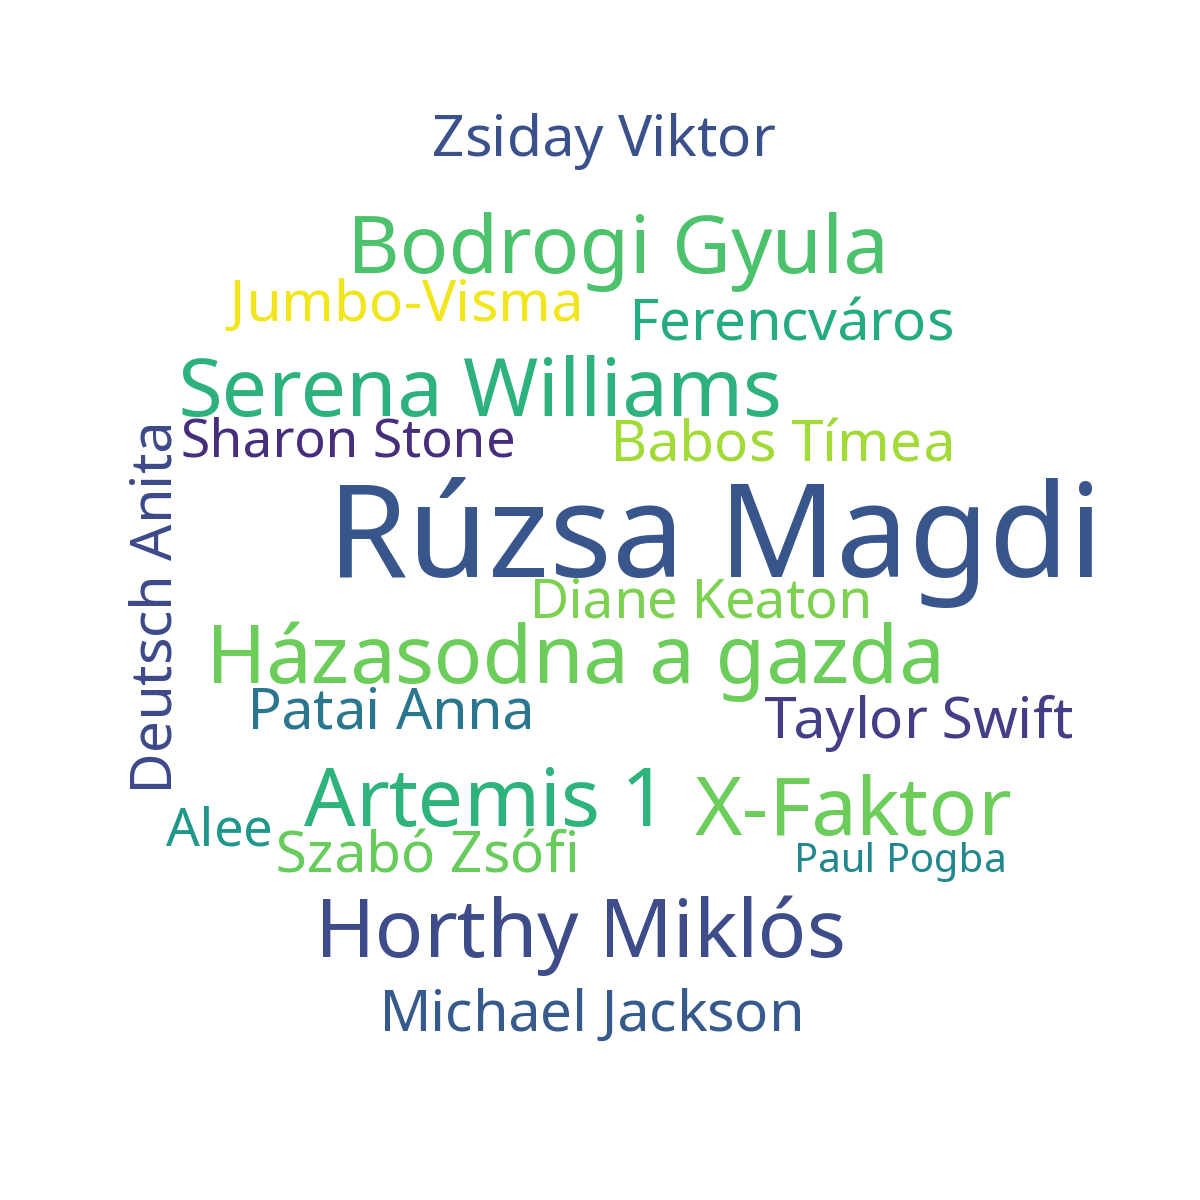 Zsiday Viktor
Bodrogi Gyula
Jumbo-Visma
Ferencváros
Serena Williams
Sharon Stone
Babos Tímea
Deutsch Anita
Rúzsa Magdi
Diane Keaton
Házasodna a gazda
Patai Anna
Taylor Swift
Artemis 1
X-Faktor
Alee
Szabó Zsófi
Paul Pogba
Horthy Miklós
Michael Jackson